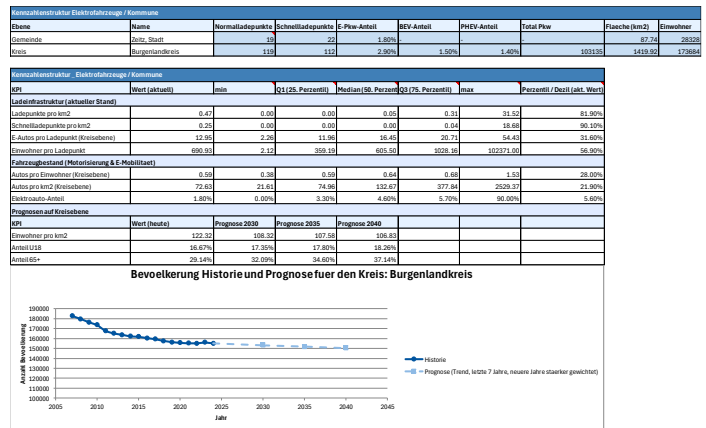 Kennzahlenstruktur Elektrofahrzeuge / Kommune
Ebene Name Normalladepunkte Schnellladepunkte E-Pkw-Anteil BEV-Anteil PHEV-Anteil Total Pkw Flaeche (km2) Einwohner
Gemeinde Zeitz, Stadt 19 22 1.80% - - - 87.74 28328
Kreis Burgenlandkreis 119 112 2.90% 1.50% 1.40% 103135 1419.92 173684
Kennzahlenstruktur _ Elektrofahrzeuge / Kommune
KPI Wert (aktuell) min Q1 (25. Perzentil) Median (50. Perzent Q3 (75. Perzentil) max Perzentil / Dezil (akt. Wert)
Ladeinfrastruktur (aktueller Stand)
Ladepunkte pro km2 0.47 0.00 0.00 0.05 0.31 31.52 81.90%
Schnellladepunkte pro km2 0.25 0.00 0.00 0.00 0.04 18.68 90.10%
E-Autos pro Ladepunkt (Kreisebene) 12.95 2.26 11.96 16.45 20.71 54.43 31.60%
Einwohner pro Ladepunkt 690.93 2.12 359.19 605.50 1028.16 102371.00 56.90%
Fahrzeugbestand (Motorisierung & E-Mobilitaet)
Autos pro Einwohner (Kreisebene) 0.59 0.38 0.59 0.64 0.68 1.53 28.00%
Autos pro km2 (Kreisebene) 72.63 21.61 74.96 132.67 377.84 2529.37 21.90%
Elektroauto-Anteil 1.80% 0.00% 3.30% 4.60% 5.70% 90.00% 5.60%
Prognosen auf Kreisebene
KPI Wert (heute) Prognose 2030 Prognose 2035 Prognose 2040
Einwohner pro km2 122.32 108.32 107.58 106.83
Anteil U18 16.67% 17.35% 17.80% 18.26%
Anteil 65+ 29.14% 32.09% 34.60% 37.14%
Bevoelkerung Historie und Prognose fuer den Kreis: Burgenlandkreis
Anzahl Bevoelkerung
190000
180000
170000
160000
150000
140000
130000
120000
110000
100000
2005 2010 2015 2020 2025 2030 2035 2040 2045
Jahr
Historie
Prognose (Trend, letzte 7 Jahre, neuere Jahre staerker gewichtet)